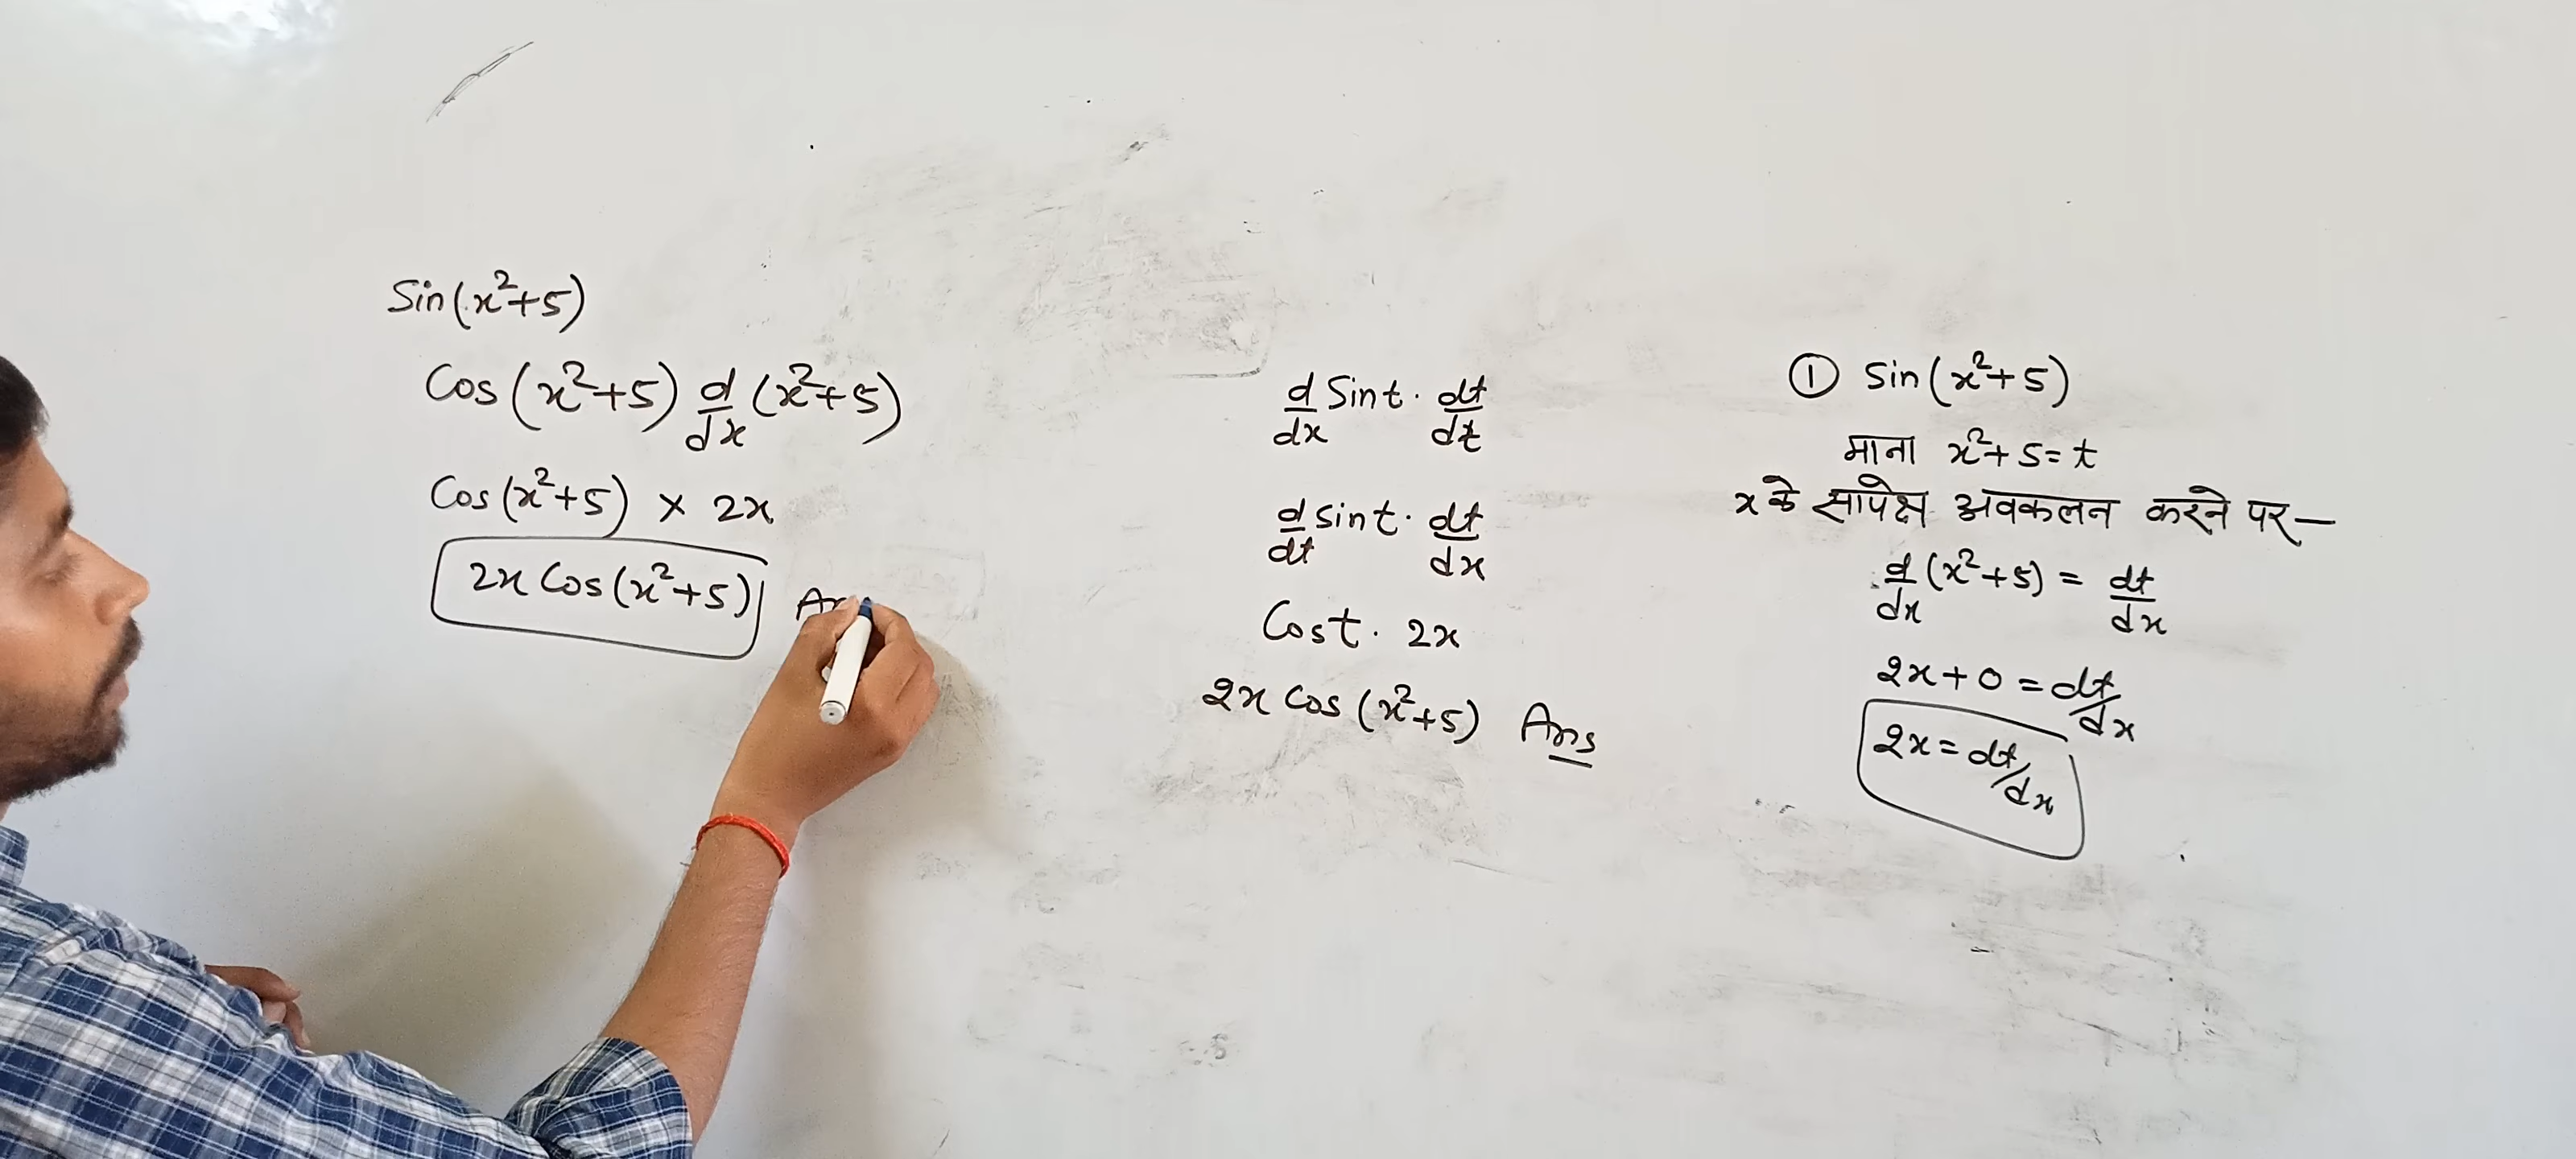 Sin(x²+5)
Cos(x²+5) d/dx (x²+5)
Cos(x²+5) × 2x
2x Cos(x²+5)
d/dx Sint · dt/dt
d/dt sint · dt/dx
Cost · 2x
2x Cos(x²+5) Ans
① Sin(x²+5)
माना x²+5=t
x के सापेक्ष अवकलन करने पर—
d/dx (x²+5) = dt/dx
2x+0 = dt/dx
2x = dt/dx